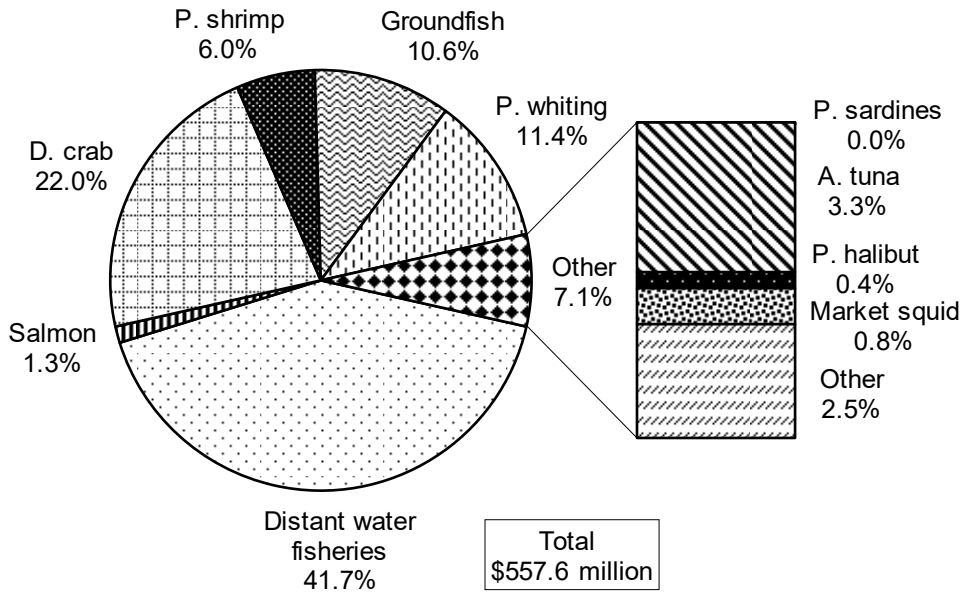 P. shrimp
6.0%
Groundfish
10.6%
P. whiting
11.4%
D. crab
22.0%
Other
7.1%
Salmon
1.3%
Distant water
fisheries
41.7%
P. sardines
0.0%
A. tuna
3.3%
P. halibut
0.4%
Market squid
0.8%
Other
2.5%
Total
$557.6 million